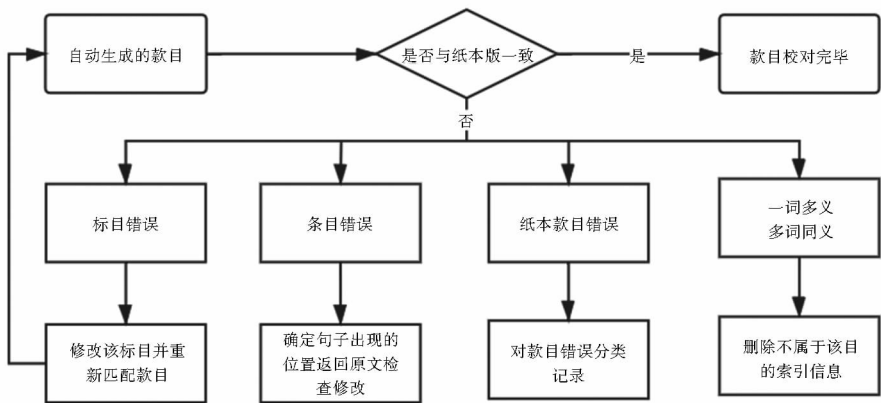 自动生成的款目
是否与纸本版一致
是
款目校对完毕
否
标目错误
条目错误
纸本款目错误
一词多义
多词同义
修改该标目并重
新匹配款目
确定句子出现的
位置返回原文检
查修改
对款目错误分类
记录
删除不属于该目
的索引信息